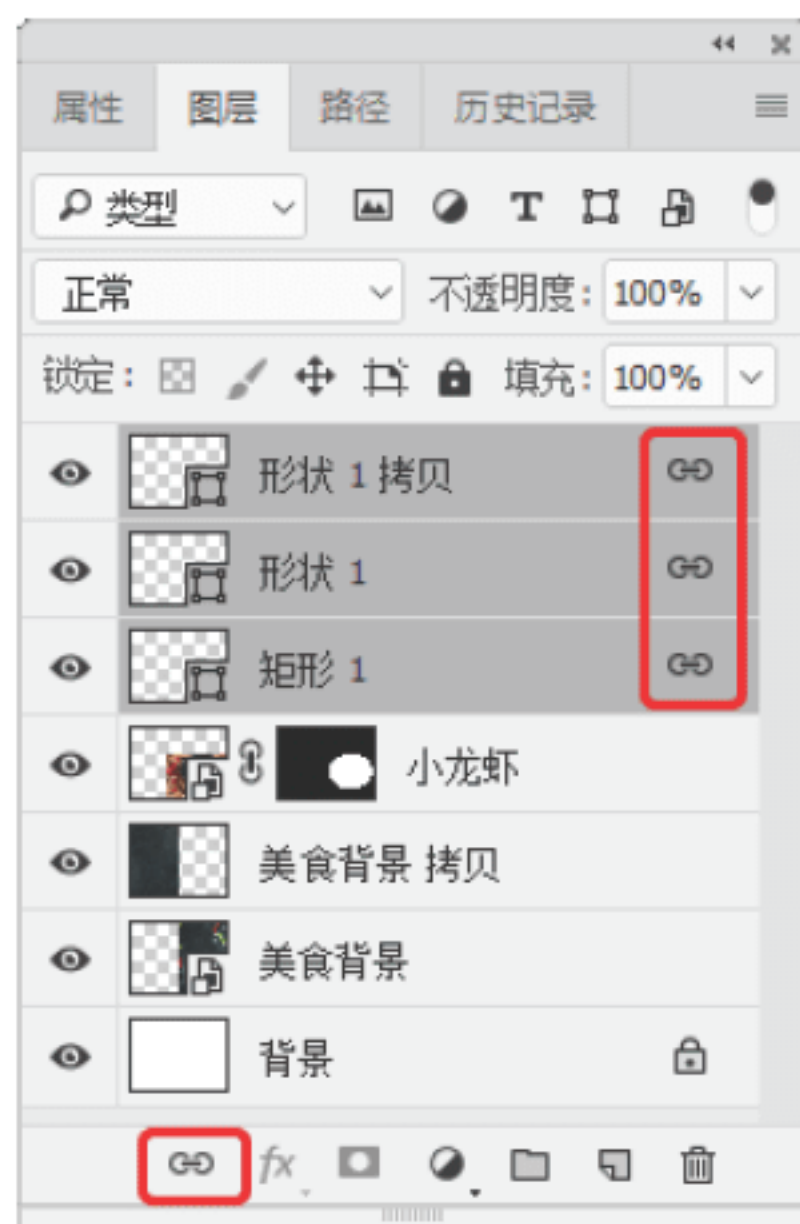 属性 图层 路径 历史记录
类型 T
正常 不透明度: 100%
锁定: 填充: 100%
形状 1 拷贝
形状 1
矩形 1
小龙虾
美食背景 拷贝
美食背景
背景
fx